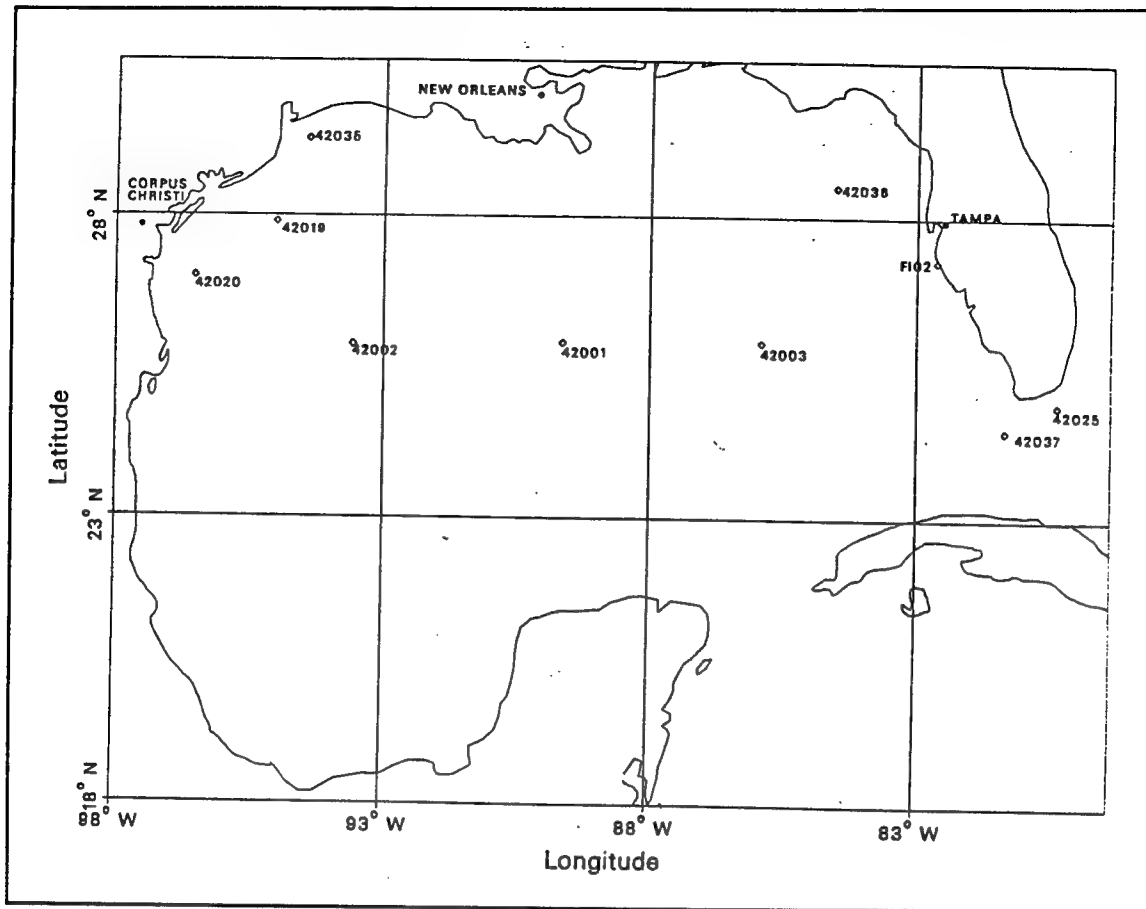 NEW ORLEANS
42035
CORPUS
CHRISTI
42036
28° N
42019
TAMPA
42020
FI02
42002
42001
42003
Latitude
42025
42037
23° N
18° N
98° W
93° W
88° W
83° W
Longitude